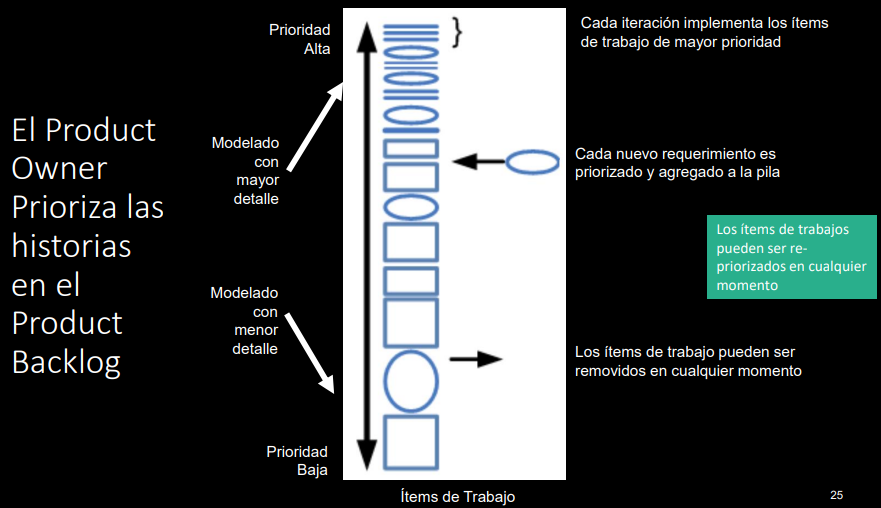 El Product
Owner
Prioriza las
historias
en el
Product
Backlog
Prioridad
Alta
Modelado
con
mayor
detalle
Modelado
con
menor
detalle
Prioridad
Baja
}
Cada iteración implementa los ítems
de trabajo de mayor prioridad
Cada nuevo requerimiento es
priorizado y agregado a la pila
Los ítems de trabajos
pueden ser re-
priorizados en cualquier
momento
Los ítems de trabajo pueden ser
removidos en cualquier momento
Ítems de Trabajo
25